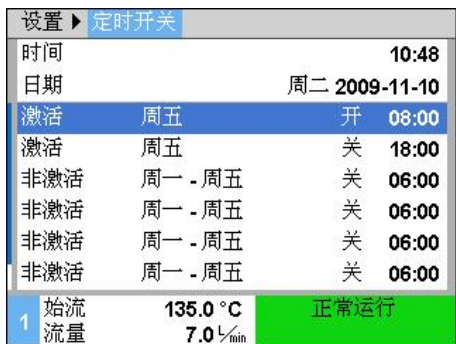 设置 ▶ 定时开关
时间 10:48
日期 周二 2009-11-10
激活 周五 开 08:00
激活 周五 关 18:00
非激活 周一 - 周五 关 06:00
非激活 周一 - 周五 关 06:00
非激活 周一 - 周五 关 06:00
非激活 周一 - 周五 关 06:00
1 始流 135.0 °C 正常运行
流量 7.0 L/min